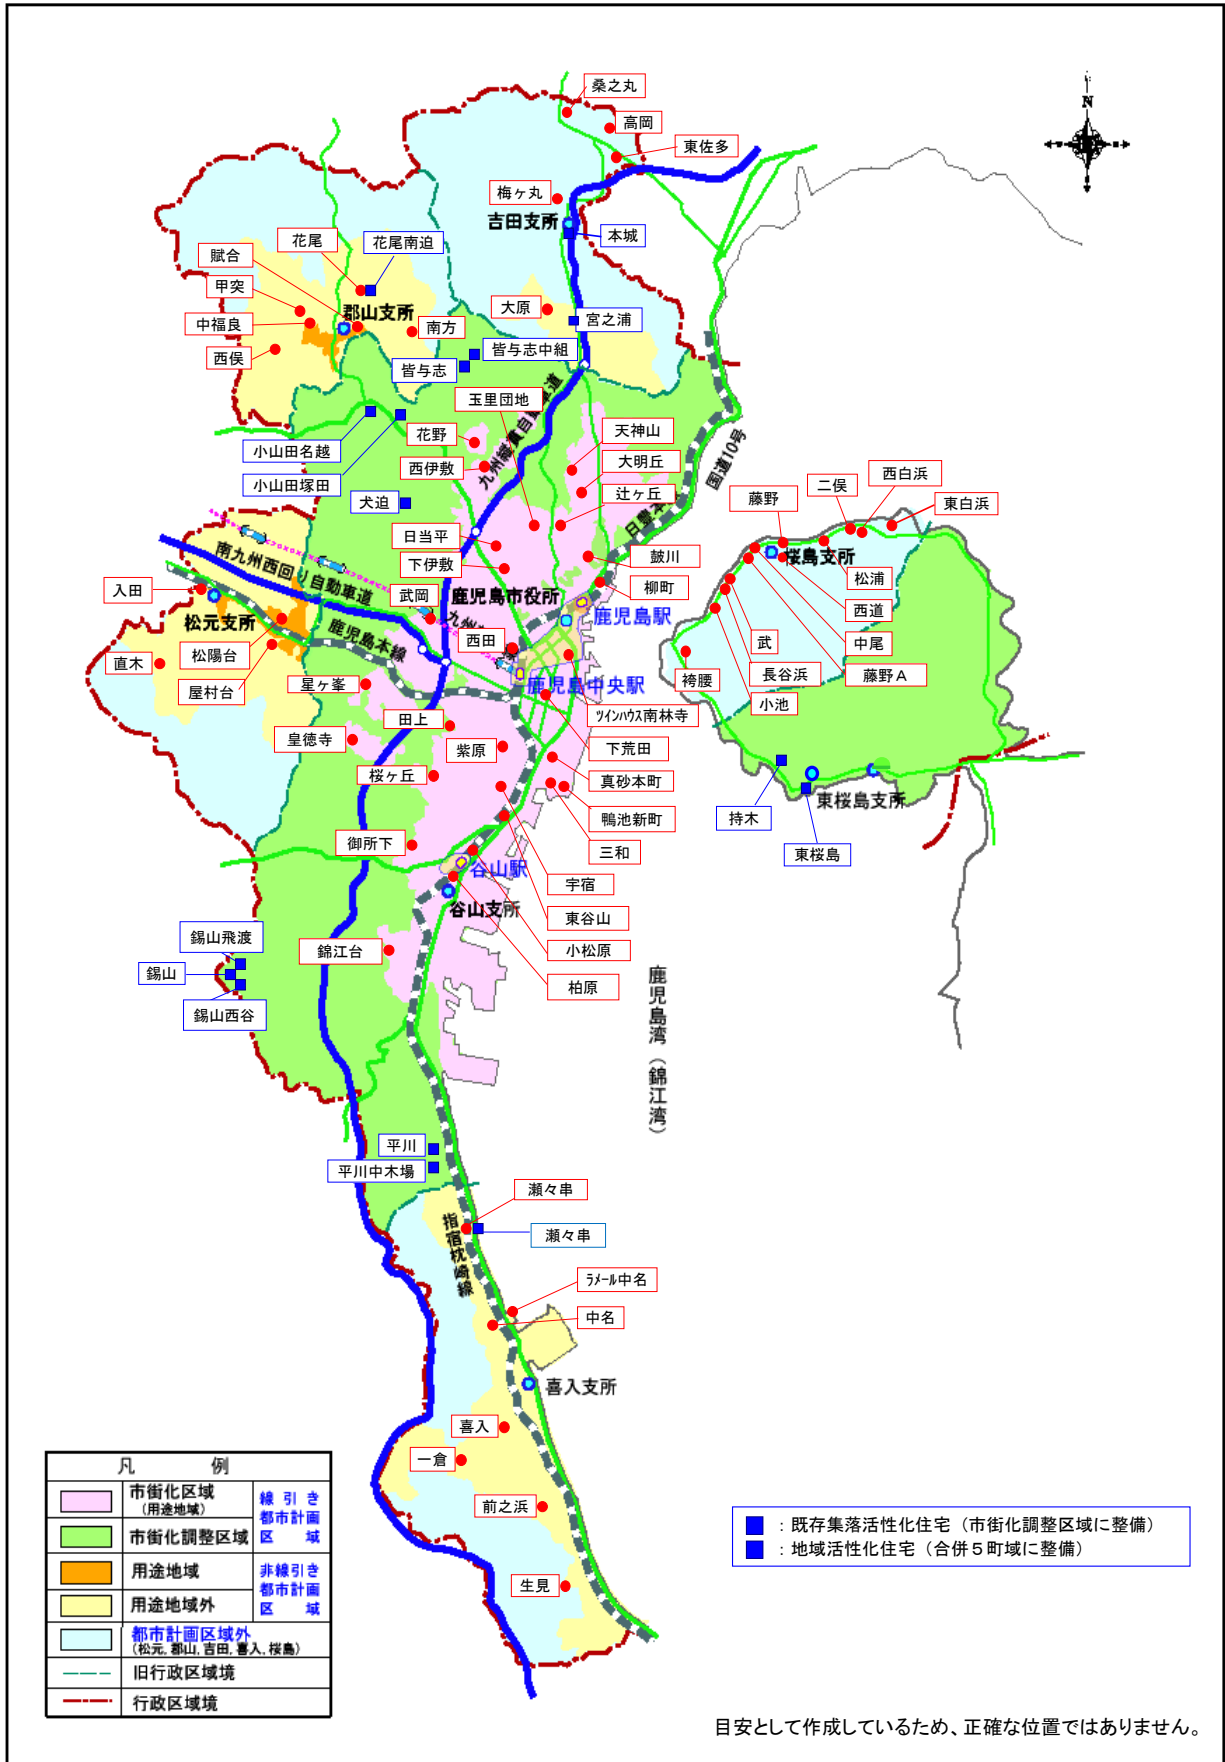 桑之丸
高岡
東佐多
N
梅ヶ丸
吉田支所
本城
花尾
花尾南迫
賦合
甲突
郡山支所
中福良
南方
西俣
大原
宮之浦
皆与志中組
皆与志
玉里団地
九州縦貫自動車道
国道10号
花野
天神山
小山田名越
西伊敷
大明丘
小山田塚田
辻ヶ丘
犬迫
日豊本
日当平
下伊敷
皷川
柳町
南九州西回り自動車道
入田
松元支所
武岡
鹿児島市役所
鹿児島駅
九州
鹿児島本線
西田
松陽台
直木
屋村台
星ヶ峯
鹿児島中央駅
ツインハウス南林寺
田上
皇徳寺
紫原
下荒田
桜ヶ丘
真砂本町
鴨池新町
御所下
三和
谷山駅
宇宿
谷山支所
東谷山
小松原
柏原
錦江台
錫山飛渡
錫山
錫山西谷
二俣
西白浜
藤野
東白浜
桜島支所
松浦
西道
中尾
武
藤野A
長谷浜
袴腰
小池
持木
東桜島支所
東桜島
鹿児島湾(錦江湾)
平川
平川中木場
瀬々串
瀬々串
指宿枕崎線
ラメール中名
中名
喜入支所
喜入
一倉
前之浜
生見
凡 例
市街化区域
(用途地域)
線引き
都市計画
区域
市街化調整区域
用途地域
非線引き
都市計画
区域
用途地域外
都市計画区域外
(松元,郡山,吉田,喜入,桜島)
旧行政区域境
行政区域境
:既存集落活性化住宅(市街化調整区域に整備)
:地域活性化住宅(合併5町域に整備)
目安として作成しているため、正確な位置ではありません。